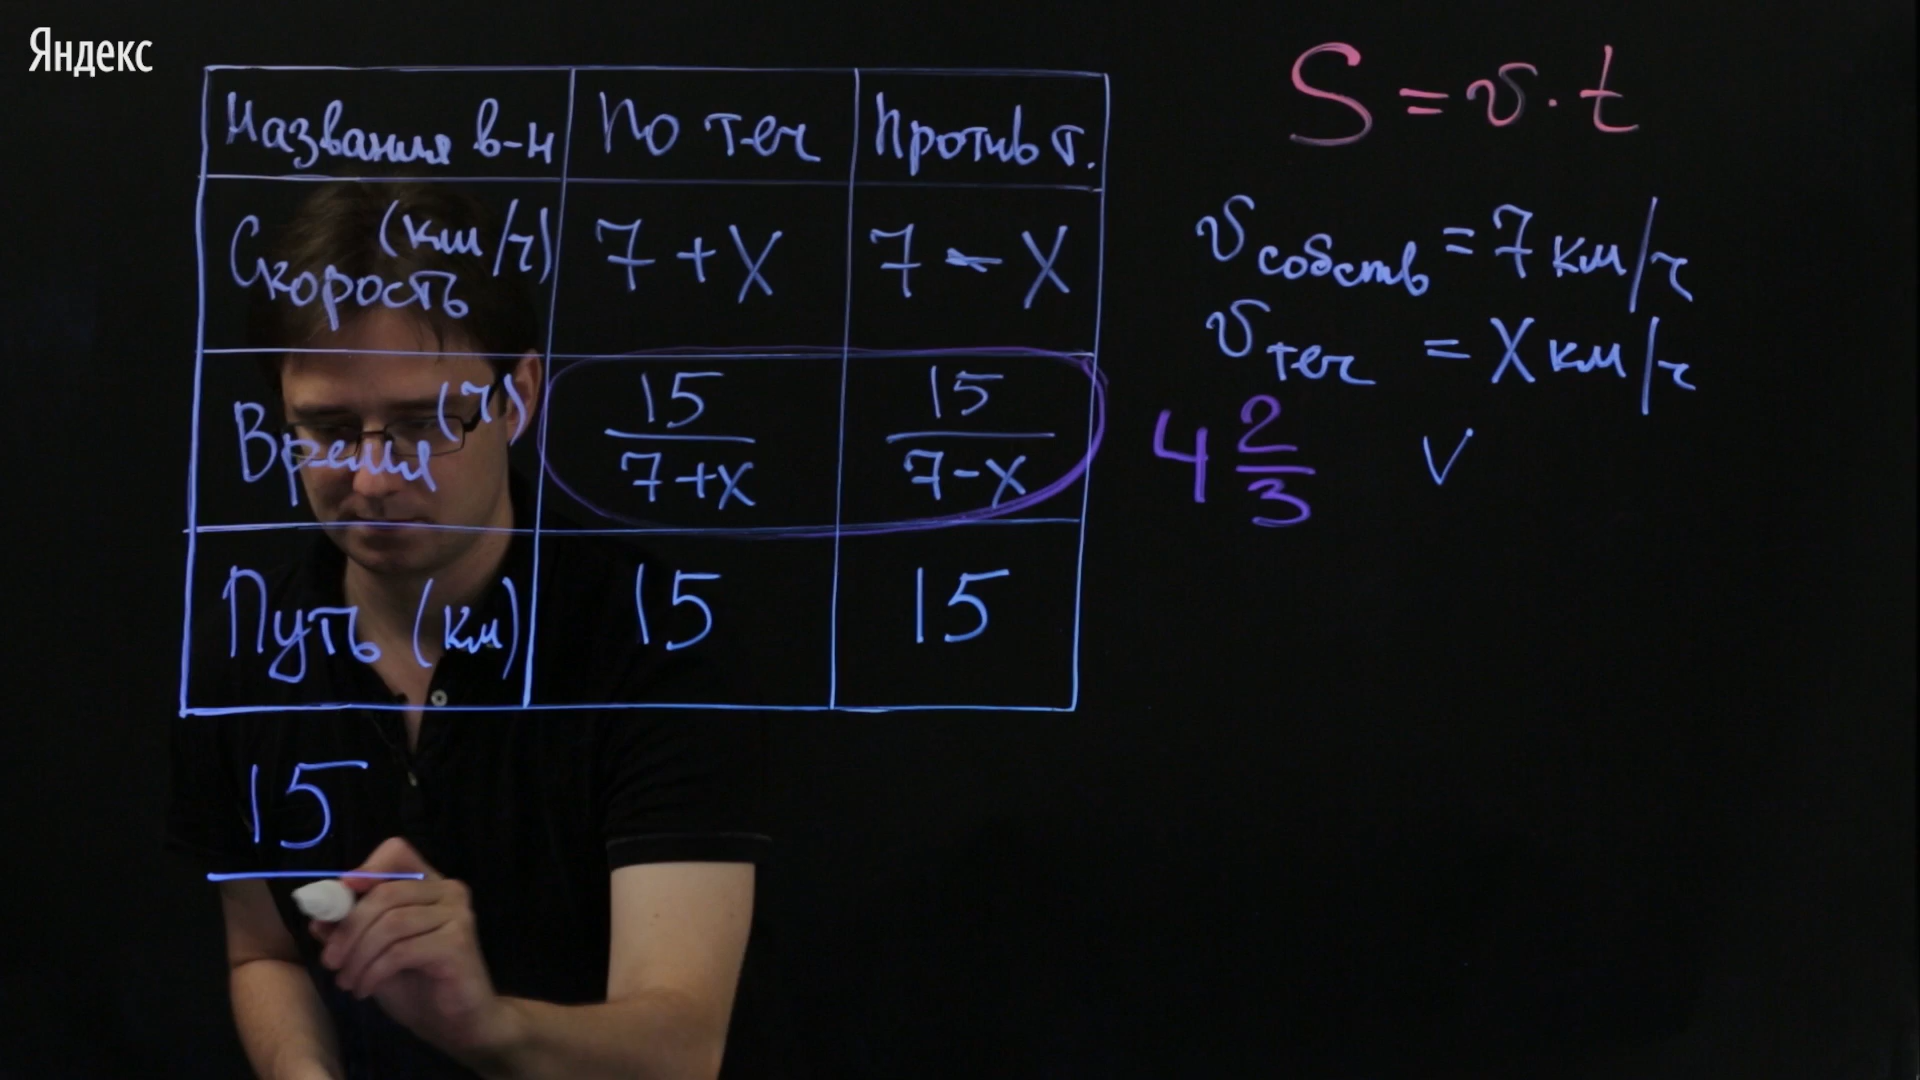 Яндекс
Названия в-н По теч Против т.
Скорость (км/ч) 7+X 7-X
Время (ч) 15/7+x 15/7-x
Путь (км) 15 15
15
S = v · t
v собств = 7 км/ч
v теч = X км/ч
4 2/3 V